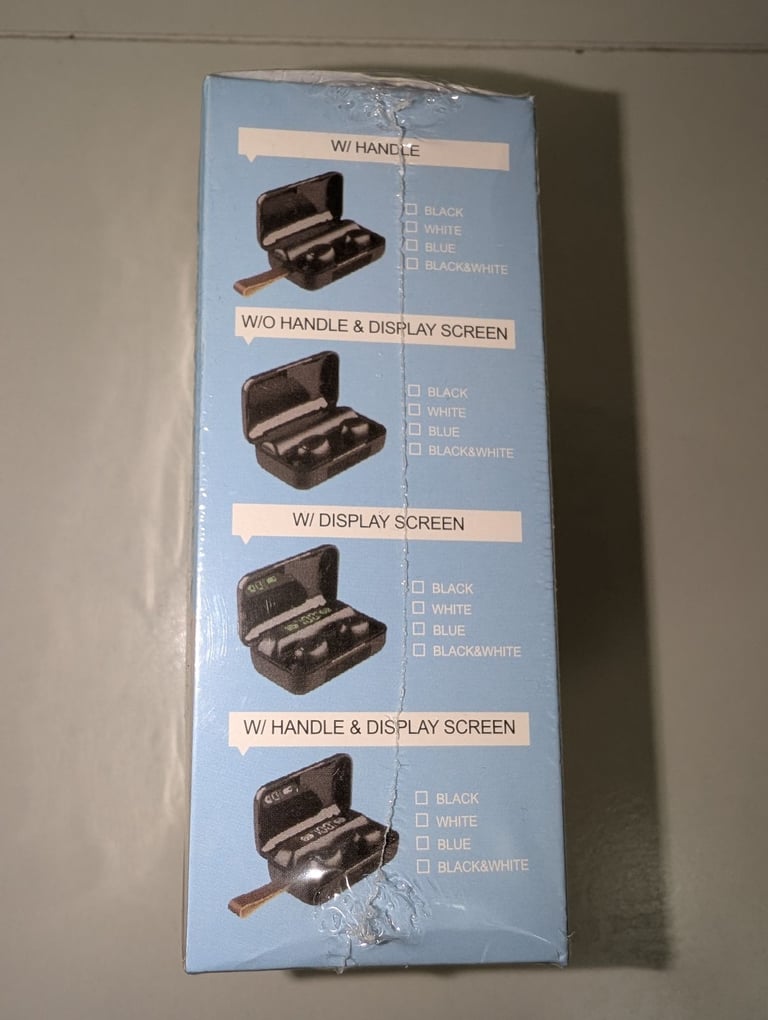 W/ HANDLE
☐ BLACK
☐ WHITE
☐ BLUE
☐ BLACK&WHITE
W/O HANDLE & DISPLAY SCREEN
☐ BLACK
☐ WHITE
☐ BLUE
☐ BLACK&WHITE
W/ DISPLAY SCREEN
☐ BLACK
☐ WHITE
☐ BLUE
☐ BLACK&WHITE
W/ HANDLE & DISPLAY SCREEN
☐ BLACK
☐ WHITE
☐ BLUE
☐ BLACK&WHITE